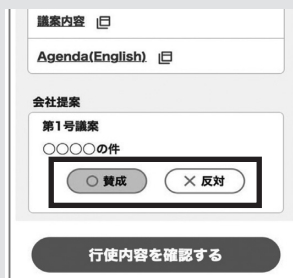 議案内容
Agenda(English)
会社提案
第1号議案
○○○○の件
○ 賛成 × 反対
行使内容を確認する